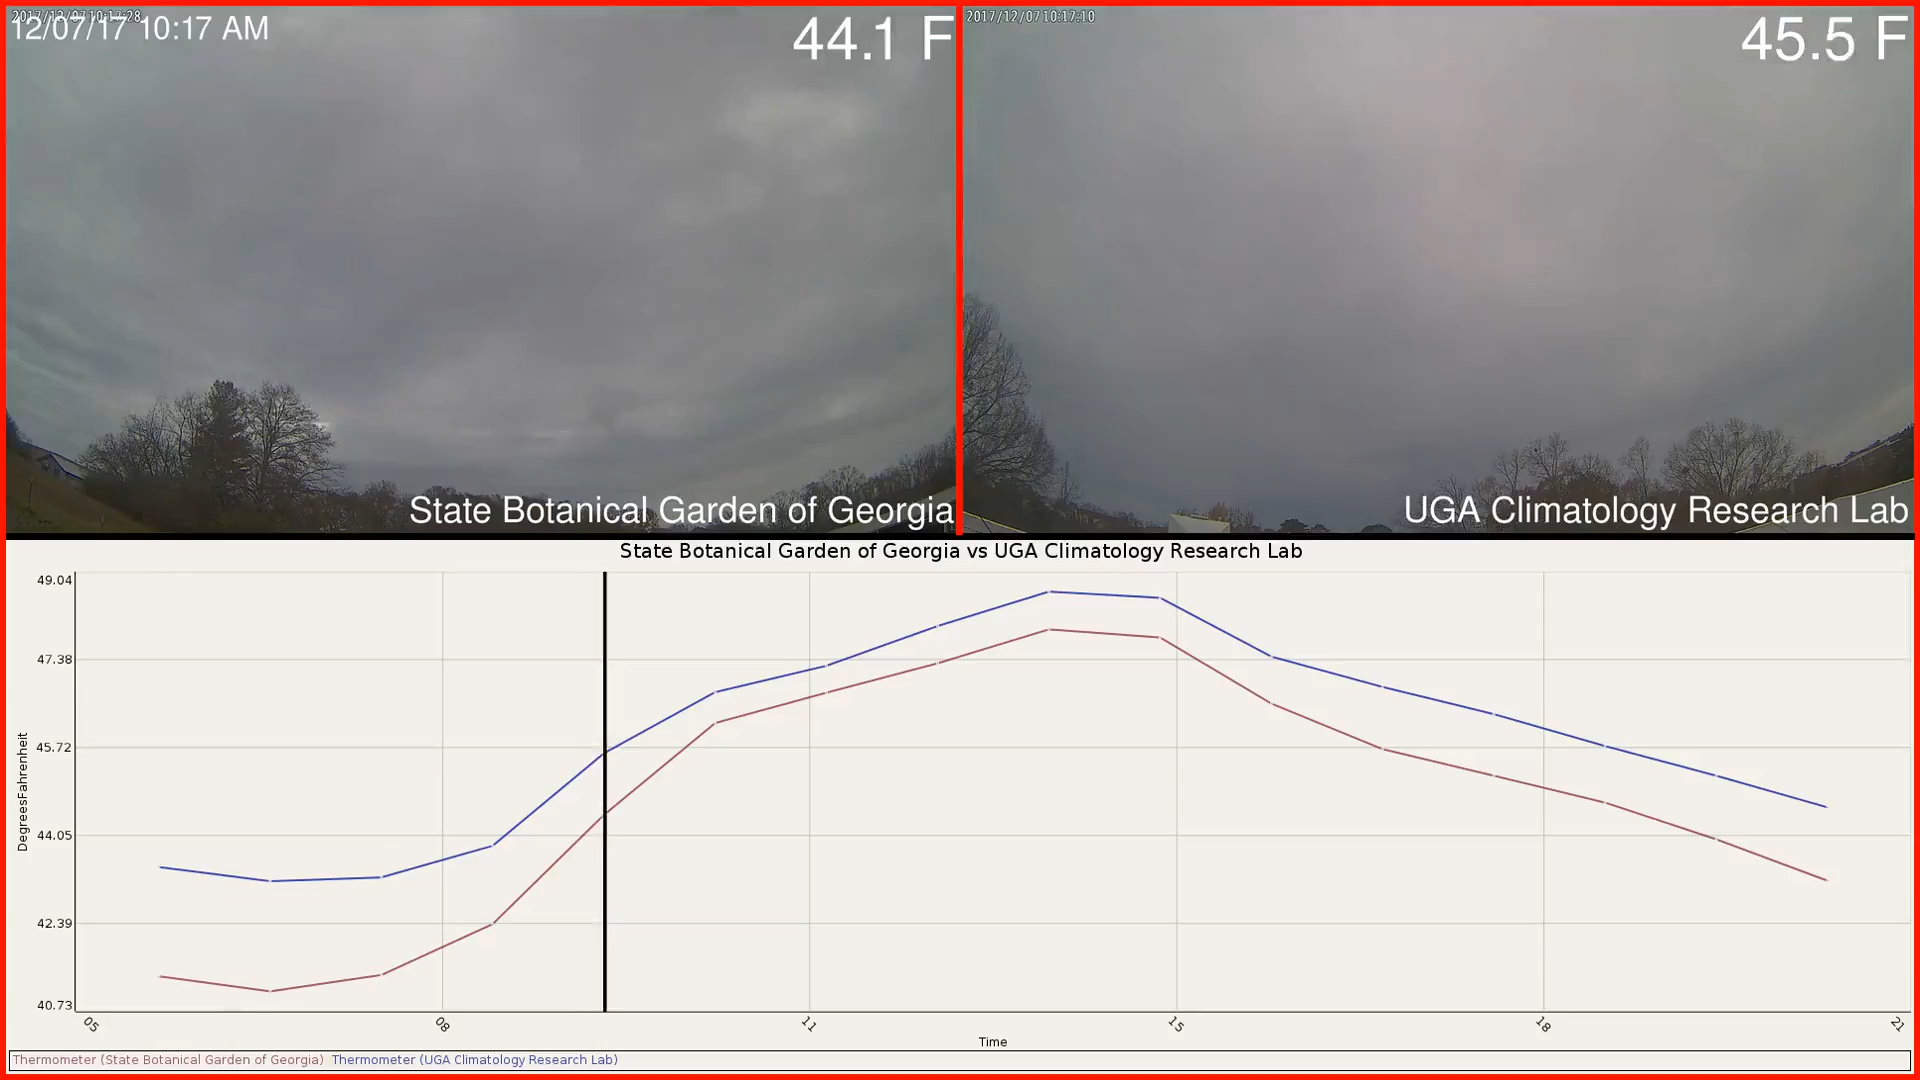 2017/12/07 10:17:28
12/07/17 10:17 AM
44.1 F
State Botanical Garden of Georgia
2017/12/07 10:17:10
45.5 F
UGA Climatology Research Lab
State Botanical Garden of Georgia vs UGA Climatology Research Lab
49.04
47.38
45.72
44.05
42.39
40.73
DegreesFahrenheit
05
08
11
15
18
21
Time
Thermometer (State Botanical Garden of Georgia) Thermometer (UGA Climatology Research Lab)